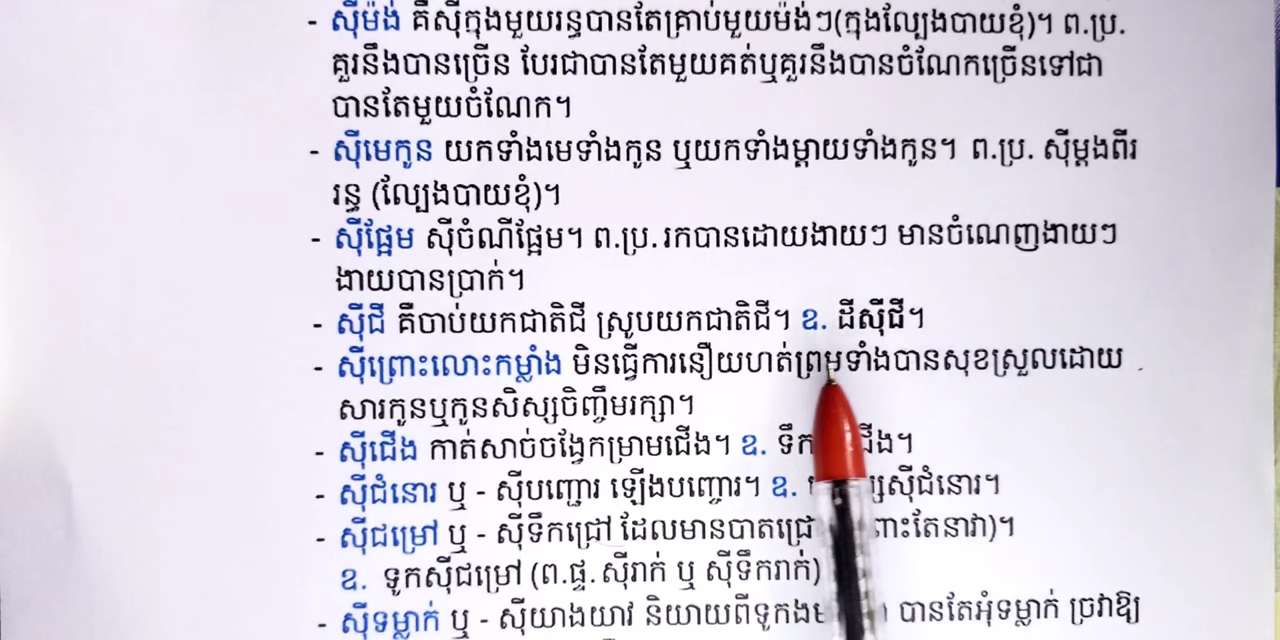 - ស៊ីម៉ង់ គឺស៊ីក្នុងមួយរន្ធបានតែគ្រាប់មួយម៉ង់ៗ(ក្នុងល្បែងបាយខុំ)។ ព.ប្រ.
គួរនឹងបានច្រើន បែរជាបានតែមួយគត់ឬគួរនឹងបានចំណែកច្រើនទៅជា
បានតែមួយចំណែក។
- ស៊ីមេកូន យកទាំងមេទាំងកូន ឬយកទាំងម្ដាយទាំងកូន។ ព.ប្រ. ស៊ីម្ដងពីរ
រន្ធ (ល្បែងបាយខុំ)។
- ស៊ីផ្អែម ស៊ីចំណីផ្អែម។ ព.ប្រ. រកបានដោយងាយៗ មានចំណេញងាយៗ
ងាយបានប្រាក់។
- ស៊ីជី គឺចាប់យកជាតិជី ស្រូបយកជាតិជី។ ឧ. ដីស៊ីជី។
- ស៊ីព្រោះលោះកម្លាំង មិនធ្វើការនឿយហត់ព្រមទាំងបានសុខស្រួលដោយ
សារកូនឬកូនសិស្សចិញ្ចឹមរក្សា។
- ស៊ីជើង កាត់សាច់ចង្វែកម្រាមជើង។ ឧ. ទឹក ជើង។
- ស៊ីជំនោរ ឬ - ស៊ីបញ្ជោរ ឡើងបញ្ចោរ។ ឧ. ស៊ីជំនោរ។
- ស៊ីជម្រៅ ឬ - ស៊ីទឹកជ្រៅ ដែលមានបាតជ្រៅ តែនាវា)។
ឧ. ទូកស៊ីជម្រៅ (ព.ផ្ទ. ស៊ីរាក់ ឬ ស៊ីទឹករាក់)
- ស៊ីទម្លាក់ ឬ - ស៊ីយាងយាវ និយាយពីទូកង បានតែអុំទម្លាក់ ច្រវាឱ្យ